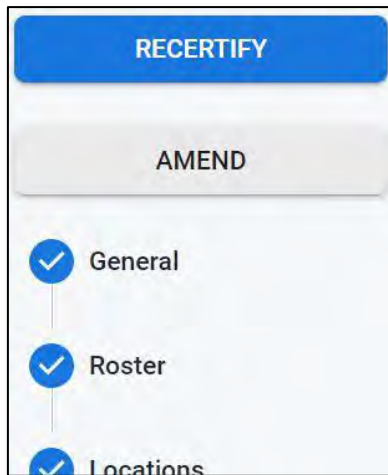 RECERTIFY
AMEND
General
Roster
Locations